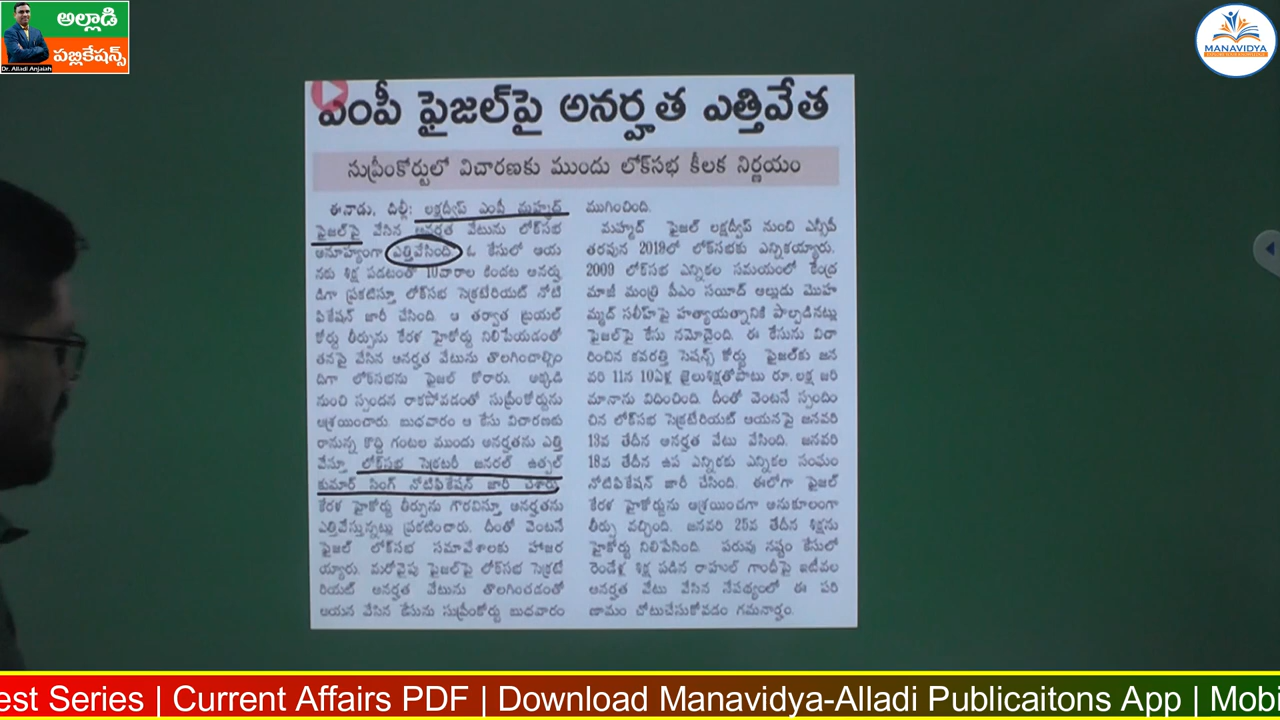 అల్లాడి
పబ్లికేషన్స్
Dr. Alladi Anjaiah
MANAVIDYA
ఎంపీ ఫైజల్‌పై అనర్హత ఎత్తివేత
సుప్రీంకోర్టులో విచారణకు ముందు లోక్‌సభ కీలక నిర్ణయం
ఈనాడు, దిల్లీ: లక్షద్వీప్ ఎంపీ మహ్మద్
ఫైజల్‌పై వేసిన అనర్హత వేటును లోక్‌సభ
అనూహ్యంగా ఎత్తివేసింది. ఓ కేసులో ఆయ
నకు శిక్ష పడటంతో 10వారాల కిందట అనర్హు
డిగా ప్రకటిస్తూ లోక్‌సభ సెక్రటేరియట్ నోటి
ఫికేషన్ జారీ చేసింది. ఆ తర్వాత ట్రయల్
కోర్టు తీర్పును కేరళ హైకోర్టు నిలిపేయడంతో
తనపై వేసిన అనర్హత వేటును తొలగించాల్సిం
దిగా లోక్‌సభను ఫైజల్ కోరారు. అక్కడి
నుంచి స్పందన రాకపోవడంతో సుప్రీంకోర్టును
ఆశ్రయించారు. బుధవారం ఆ కేసు విచారణకు
రానున్న కొద్ది గంటల ముందు అనర్హతను ఎత్తి
వేస్తూ లోక్‌సభ సెక్రటరీ జనరల్ ఉత్పల్
కుమార్ సింగ్ నోటిఫికేషన్ జారీ చేశారు.
కేరళ హైకోర్టు తీర్పును గౌరవిస్తూ అనర్హతను
ఎత్తివేస్తున్నట్లు ప్రకటించారు. దీంతో వెంటనే
ఫైజల్ లోక్‌సభ సమావేశాలకు హాజర
య్యారు. మరోవైపు ఫైజల్‌పై లోక్‌సభ సెక్రటే
రియట్ అనర్హత వేటును తొలగించడంతో
ఆయన వేసిన కేసును సుప్రీంకోర్టు బుధవారం
ముగించింది.
మహ్మద్ ఫైజల్ లక్షద్వీప్ నుంచి ఎన్సీపీ
తరఫున 2019లో లోక్‌సభకు ఎన్నికయ్యారు.
2009 లోక్‌సభ ఎన్నికల సమయంలో కేంద్ర
మాజీ మంత్రి పీఎం సయీద్ అల్లుడు మొహ
మ్మద్ సలీహ్‌పై హత్యాయత్నానికి పాల్పడినట్లు
ఫైజల్‌పై కేసు నమోదైంది. ఈ కేసును విచా
రించిన కవరత్తి సెషన్స్ కోర్టు ఫైజల్‌కు జన
వరి 11న 10ఏళ్ల జైలుశిక్షతోపాటు రూ.లక్ష జరి
మానాను విధించింది. దీంతో వెంటనే స్పందిం
చిన లోక్‌సభ సెక్రటేరియట్ ఆయనపై జనవరి
13వ తేదీన అనర్హత వేటు వేసింది. జనవరి
18వ తేదీన ఉప ఎన్నికకు ఎన్నికల సంఘం
నోటిఫికేషన్ జారీ చేసింది. ఈలోగా ఫైజల్
కేరళ హైకోర్టును ఆశ్రయించగా అనుకూలంగా
తీర్పు వచ్చింది. జనవరి 25వ తేదీన శిక్షను
హైకోర్టు నిలిపేసింది. పరువు నష్టం కేసులో
రెండేళ్ల శిక్ష పడిన రాహుల్ గాంధీపై ఇటీవల
అనర్హత వేటు వేసిన నేపథ్యంలో ఈ పరి
ణామం చోటుచేసుకోవడం గమనార్హం.
est Series | Current Affairs PDF | Download Manavidya-Alladi Publicaitons App | Mobi